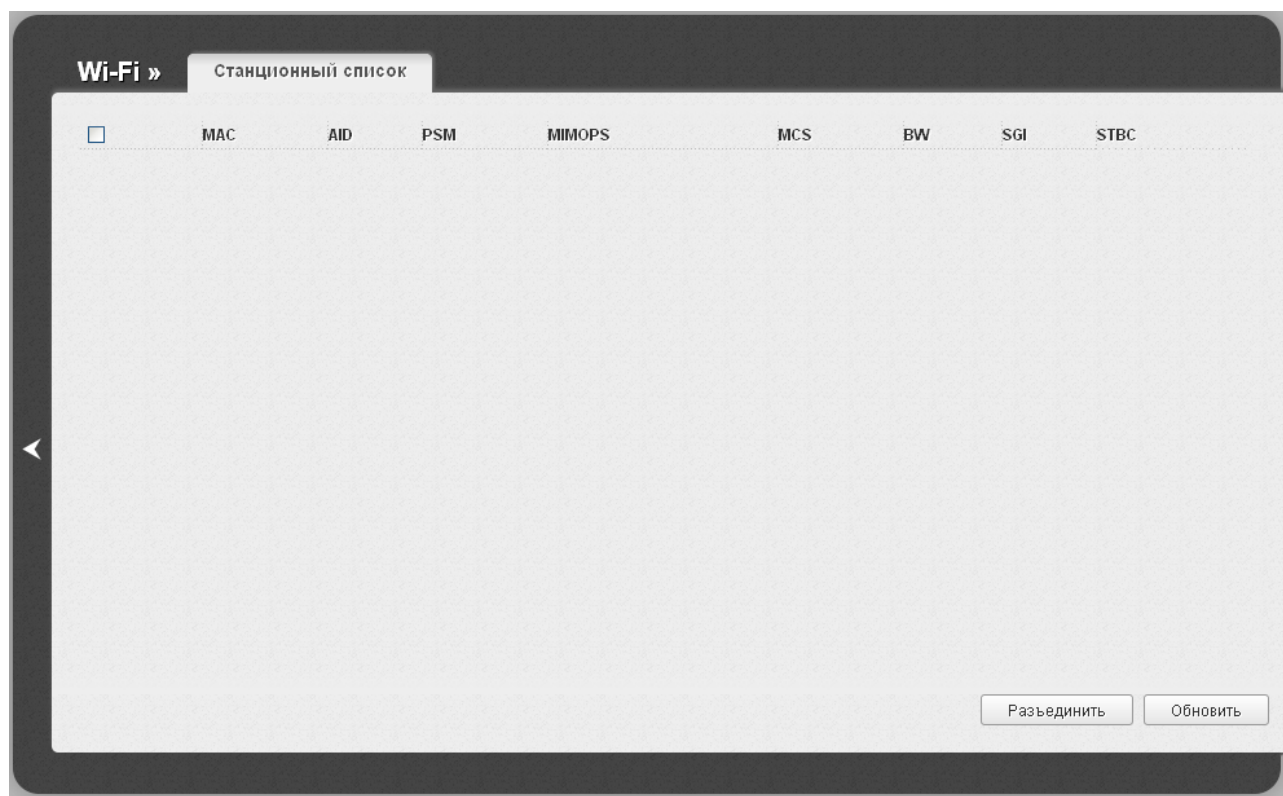 Wi-Fi » Станционный список
MAC AID PSM MIMOPS MCS BW SGI STBC
Разъединить Обновить